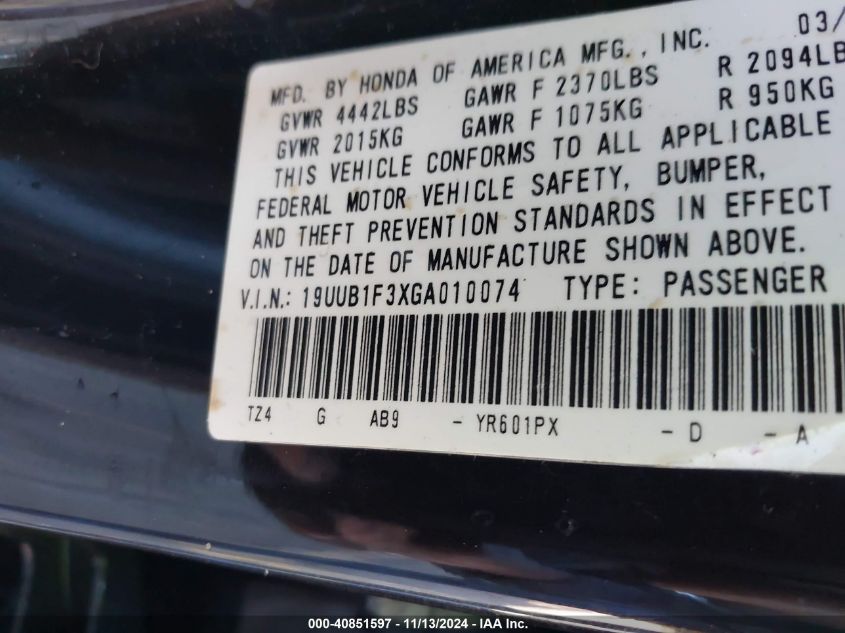 03/
MFD. BY HONDA OF AMERICA MFG., INC.
GVWR 4442LBS GAWR F 2370LBS R 2094LB
GVWR 2015KG GAWR F 1075KG R 950KG
THIS VEHICLE CONFORMS TO ALL APPLICABLE
FEDERAL MOTOR VEHICLE SAFETY, BUMPER,
AND THEFT PREVENTION STANDARDS IN EFFECT
ON THE DATE OF MANUFACTURE SHOWN ABOVE.
V.I.N.: 19UUB1F3XGA010074 TYPE: PASSENGER
TZ4 G AB9 - YR601PX - D - A
000-40851597 - 11/13/2024 - YVETTE INC.